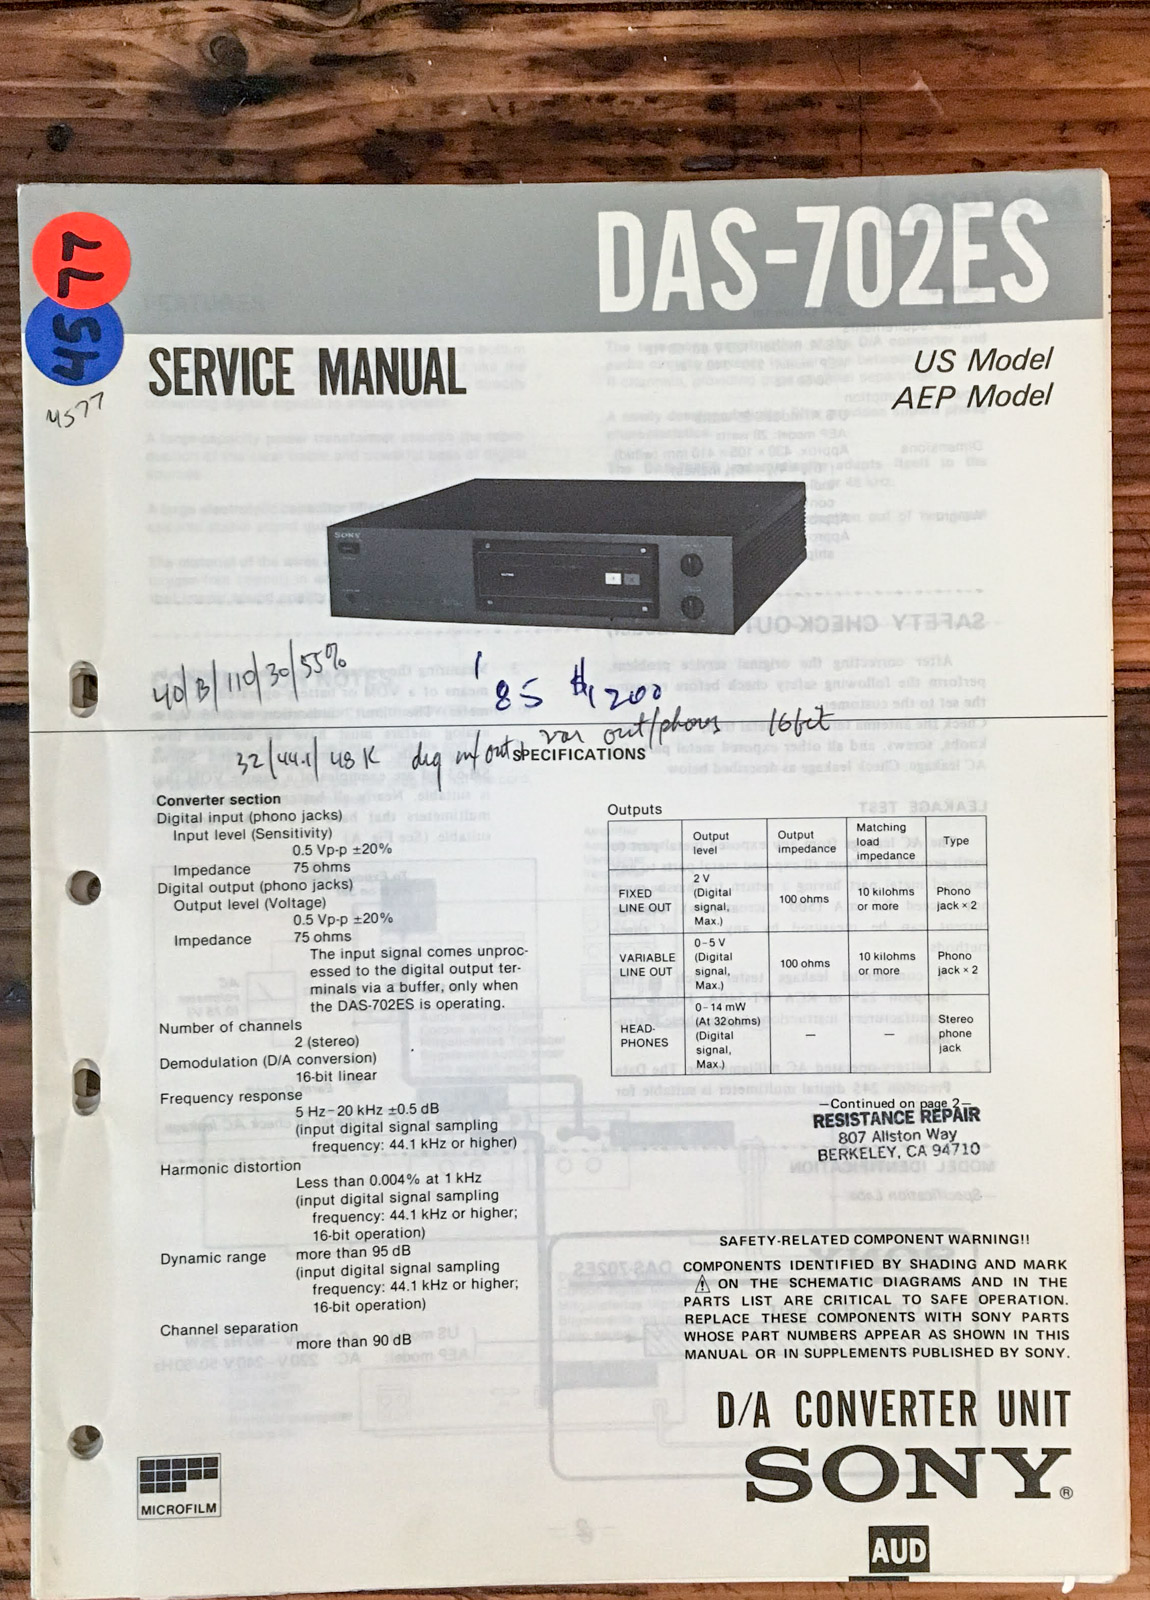 DAS-702ES
77
45
4577
SERVICE MANUAL
US Model
AEP Model
SONY
40/B/110/30/55%
'85 $1200
32/44.1/48K dig in/out, var out/phones 16bit
SPECIFICATIONS
Converter section
Digital input (phono jacks)
Input level (Sensitivity)
0.5 Vp-p ±20%
Impedance 75 ohms
Digital output (phono jacks)
Output level (Voltage)
0.5 Vp-p ±20%
Impedance 75 ohms
The input signal comes unproc-
essed to the digital output ter-
minals via a buffer, only when
the DAS-702ES is operating.
Number of channels
2 (stereo)
Demodulation (D/A conversion)
16-bit linear
Frequency response
5 Hz–20 kHz ±0.5 dB
(input digital signal sampling
frequency: 44.1 kHz or higher)
Harmonic distortion
Less than 0.004% at 1 kHz
(input digital signal sampling
frequency: 44.1 kHz or higher;
16-bit operation)
Dynamic range more than 95 dB
(input digital signal sampling
frequency: 44.1 kHz or higher;
16-bit operation)
Channel separation
more than 90 dB
Outputs
Output level
Output impedance
Matching load impedance
Type
FIXED LINE OUT
2 V (Digital signal, Max.)
100 ohms
10 kilohms or more
Phono jack × 2
VARIABLE LINE OUT
0–5 V (Digital signal, Max.)
100 ohms
10 kilohms or more
Phono jack × 2
HEAD-PHONES
0–14 mW (At 32 ohms) (Digital signal, Max.)
—
—
Stereo phone jack
—Continued on page 2—
RESISTANCE REPAIR
807 Allston Way
BERKELEY, CA 94710
SAFETY-RELATED COMPONENT WARNING!!
COMPONENTS IDENTIFIED BY SHADING AND MARK
⚠ ON THE SCHEMATIC DIAGRAMS AND IN THE
PARTS LIST ARE CRITICAL TO SAFE OPERATION.
REPLACE THESE COMPONENTS WITH SONY PARTS
WHOSE PART NUMBERS APPEAR AS SHOWN IN THIS
MANUAL OR IN SUPPLEMENTS PUBLISHED BY SONY.
D/A CONVERTER UNIT
SONY®
MICROFILM
AUD